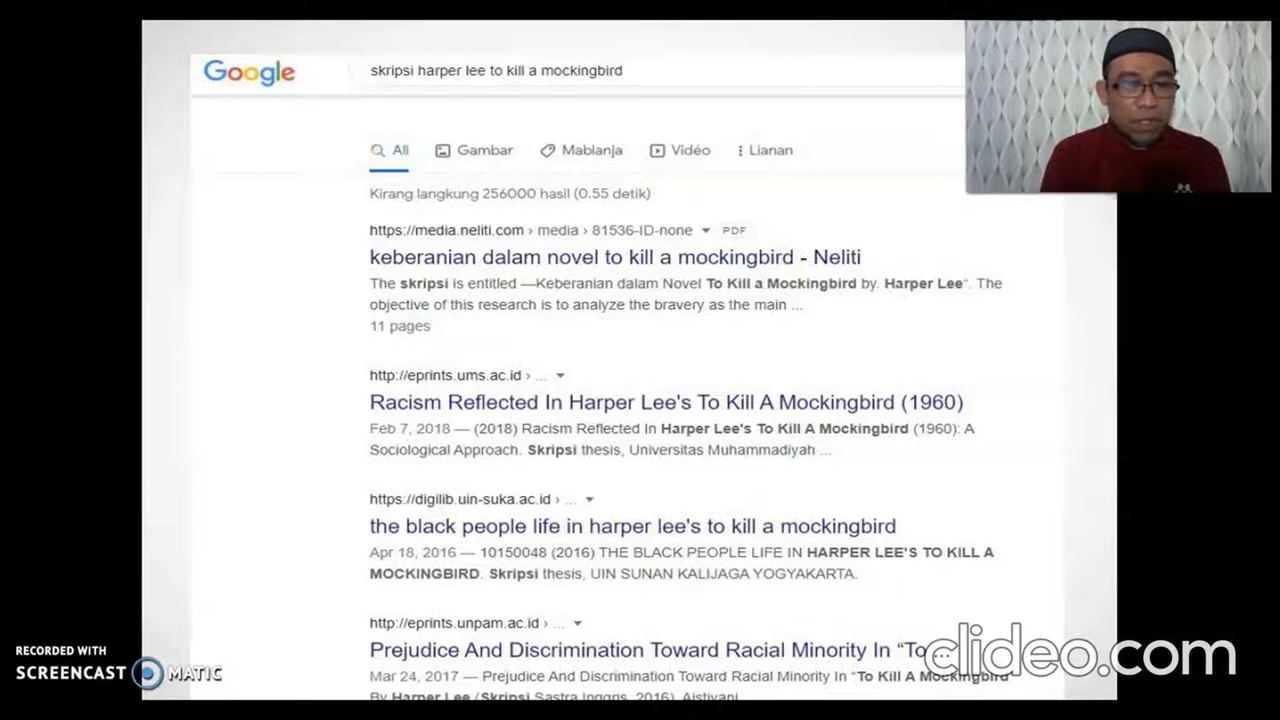 Google
skripsi harper lee to kill a mockingbird
All Gambar Mablanja Vidéo Lianan
Kirang langkung 256000 hasil (0.55 detik)
https://media.neliti.com › media › 81536-ID-none PDF
keberanian dalam novel to kill a mockingbird - Neliti
The skripsi is entitled —Keberanian dalam Novel To Kill a Mockingbird by. Harper Lee“. The
objective of this research is to analyze the bravery as the main ...
11 pages
http://eprints.ums.ac.id › ...
Racism Reflected In Harper Lee's To Kill A Mockingbird (1960)
Feb 7, 2018 — (2018) Racism Reflected In Harper Lee's To Kill A Mockingbird (1960): A
Sociological Approach. Skripsi thesis, Universitas Muhammadiyah ...
https://digilib.uin-suka.ac.id › ...
the black people life in harper lee's to kill a mockingbird
Apr 18, 2016 — 10150048 (2016) THE BLACK PEOPLE LIFE IN HARPER LEE'S TO KILL A
MOCKINGBIRD. Skripsi thesis, UIN SUNAN KALIJAGA YOGYAKARTA.
http://eprints.unpam.ac.id › ...
Prejudice And Discrimination Toward Racial Minority In “To ...
Mar 24, 2017 — Prejudice And Discrimination Toward Racial Minority In “To Kill A Mockingbird”
By Harper Lee (Skripsi Sastra Inggris, 2016). Aistiyani
RECORDED WITH
SCREENCAST MATIC
clideo.com